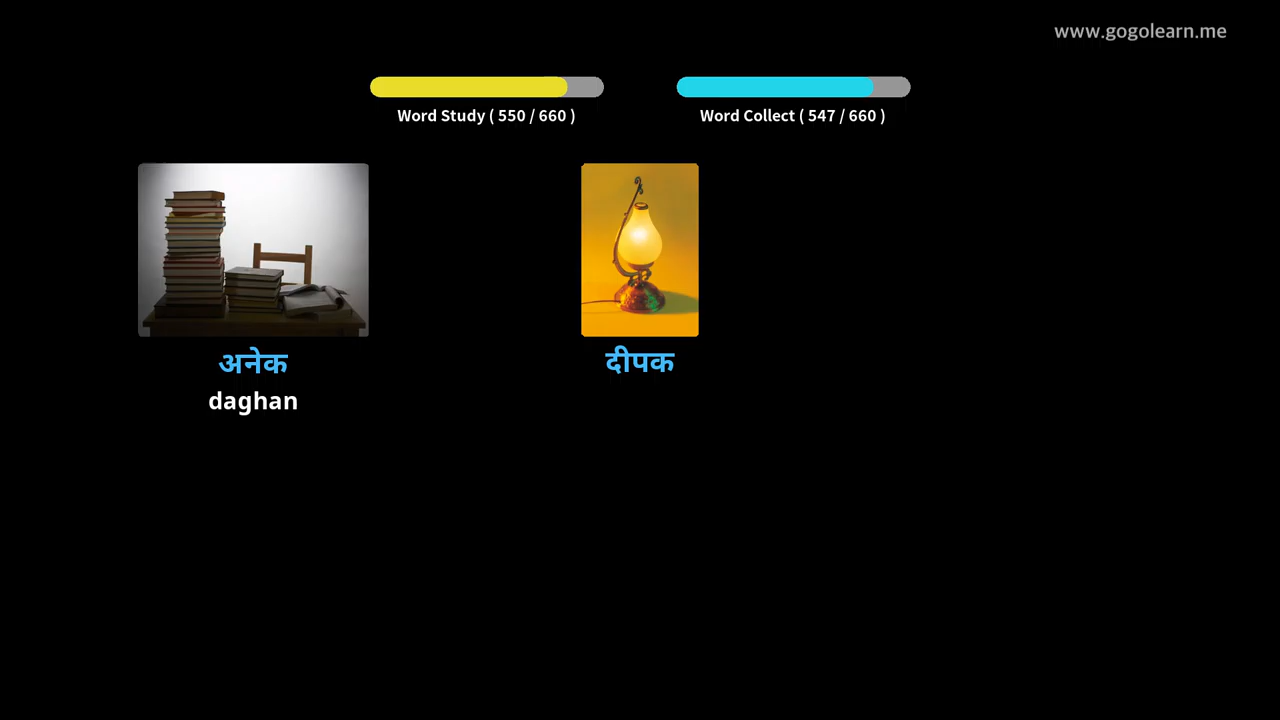 www.gogolearn.me
Word Study ( 550 / 660 )
Word Collect ( 547 / 660 )
अनेक
daghan
दीपक